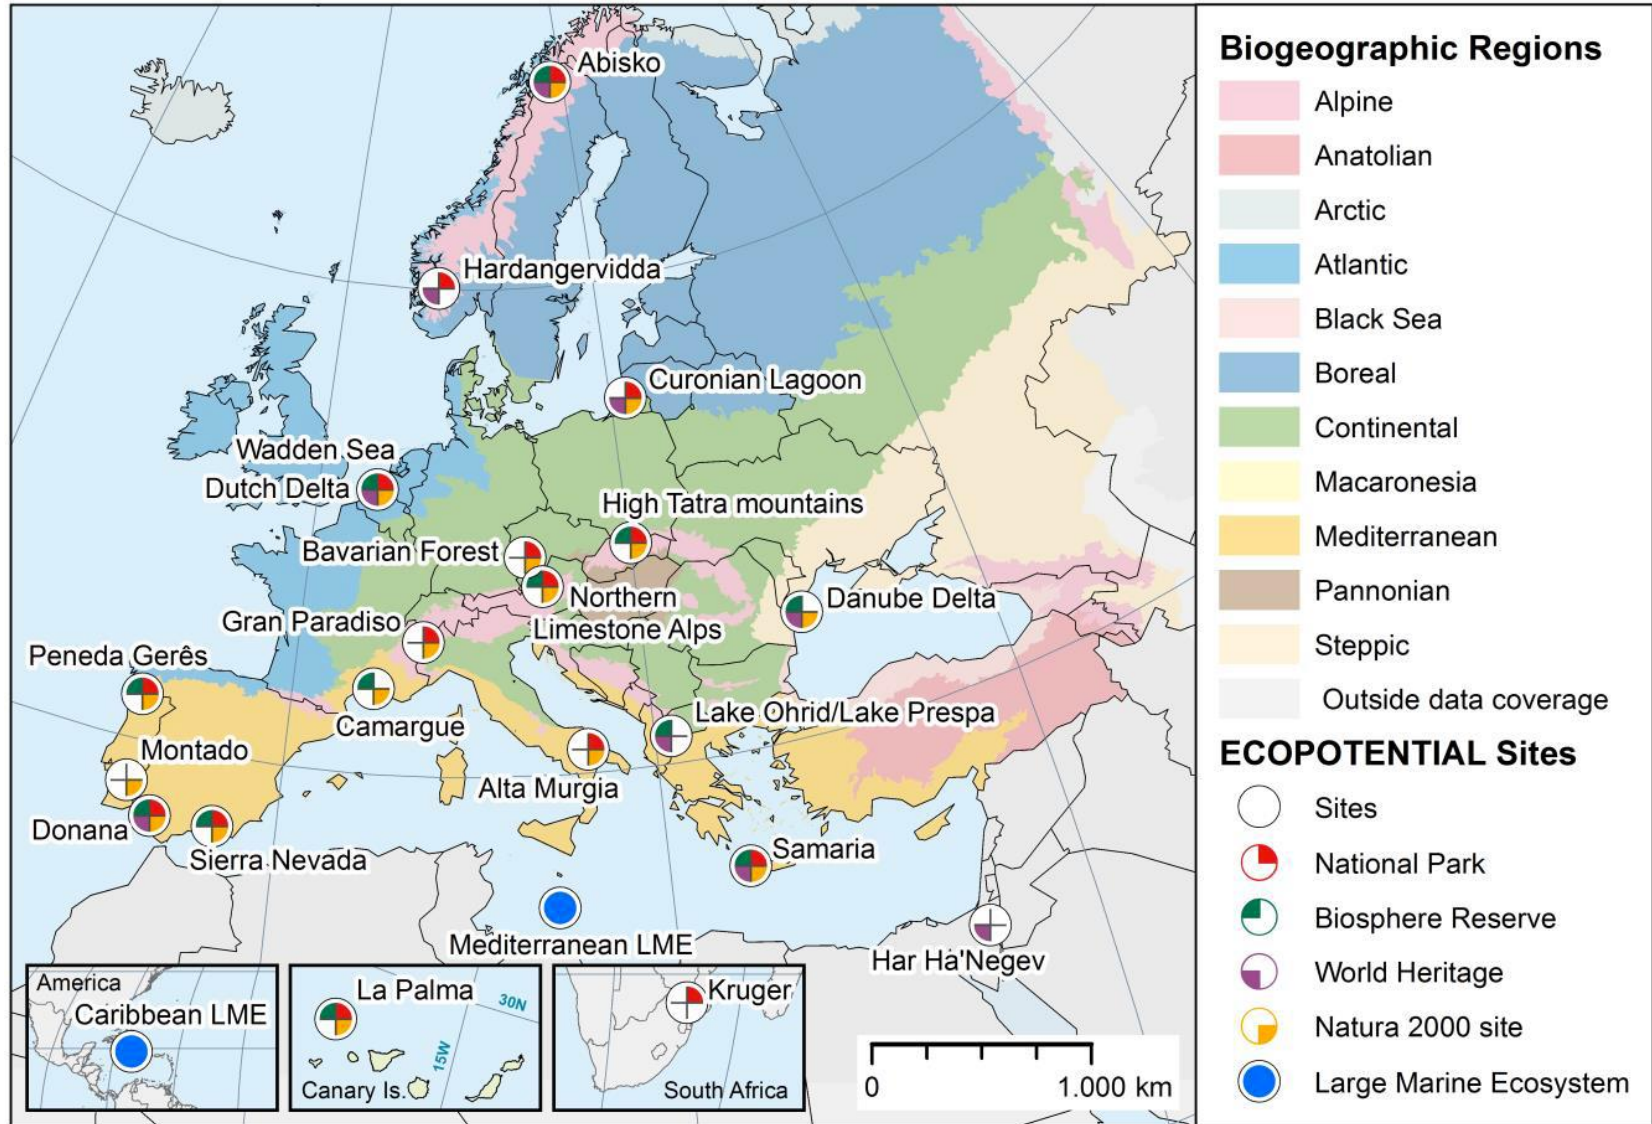 Abisko
Hardangervidda
Curonian Lagoon
Wadden Sea
Dutch Delta
High Tatra mountains
Bavarian Forest
Northern
Limestone Alps
Danube Delta
Gran Paradiso
Peneda Gerês
Camargue
Lake Ohrid/Lake Prespa
Montado
Alta Murgia
Donana
Sierra Nevada
Samaria
Mediterranean LME
Har Ha'Negev
America
Caribbean LME
La Palma
30N
15W
Canary Is.
Kruger
South Africa
0
1.000 km
Biogeographic Regions
Alpine
Anatolian
Arctic
Atlantic
Black Sea
Boreal
Continental
Macaronesia
Mediterranean
Pannonian
Steppic
Outside data coverage
ECOPOTENTIAL Sites
Sites
National Park
Biosphere Reserve
World Heritage
Natura 2000 site
Large Marine Ecosystem